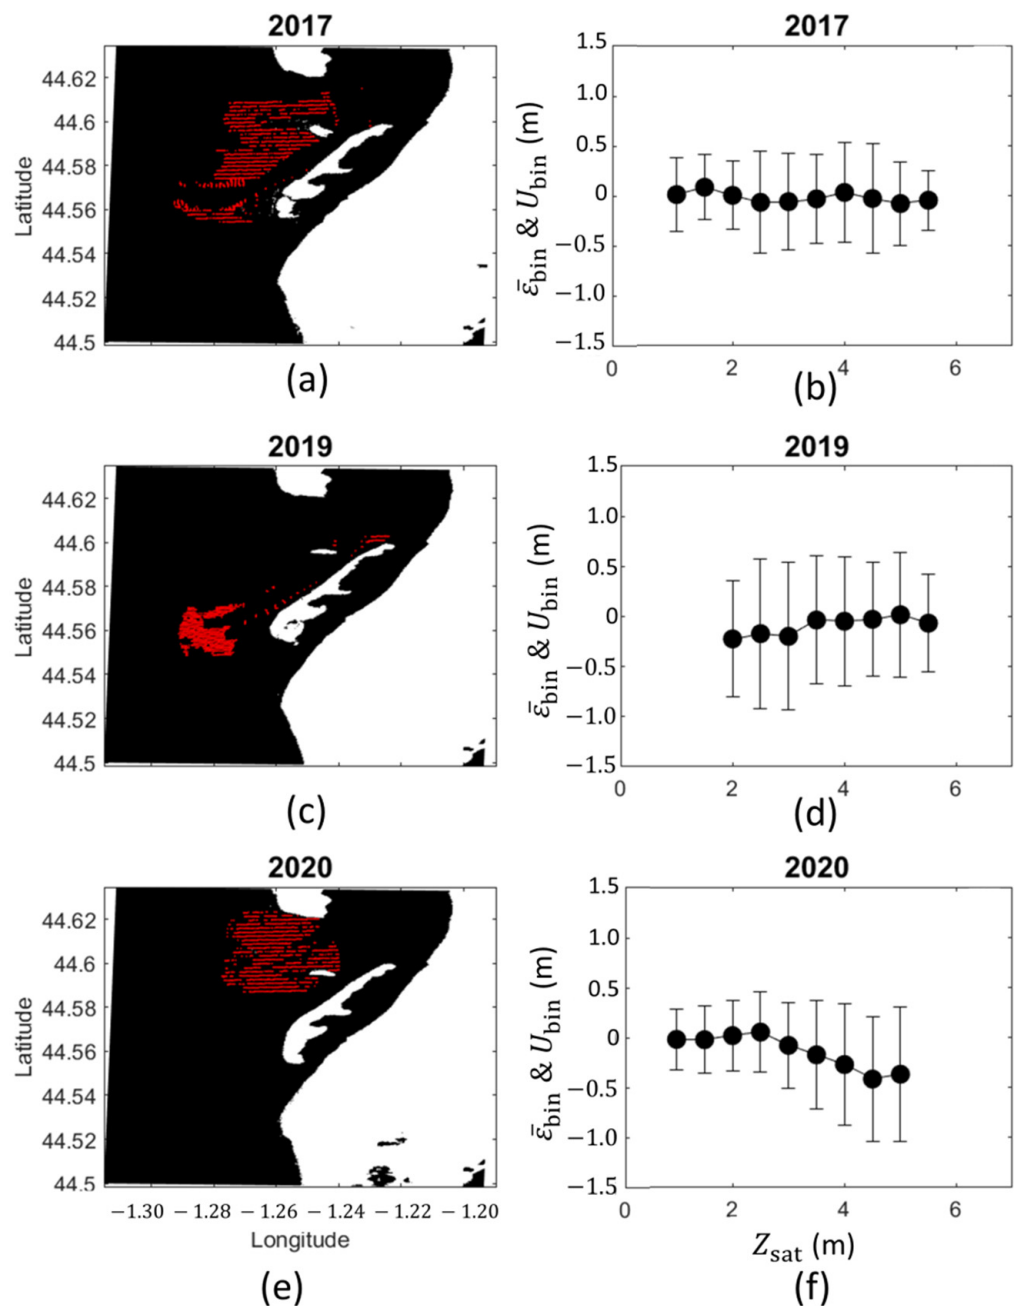 2017
44.62
44.6
44.58
44.56
44.54
44.52
44.5
Latitude
(a)
2017
1.5
1.0
0.5
0
−0.5
−1.0
−1.5
ε̄bin & Ubin (m)
0 2 4 6
(b)
2019
44.62
44.6
44.58
44.56
44.54
44.52
44.5
Latitude
(c)
2019
1.5
1.0
0.5
0
−0.5
−1.0
−1.5
ε̄bin & Ubin (m)
0 2 4 6
(d)
2020
44.62
44.6
44.58
44.56
44.54
44.52
44.5
Latitude
−1.30 −1.28 −1.26 −1.24 −1.22 −1.20
Longitude
(e)
2020
1.5
1.0
0.5
0
−0.5
−1.0
−1.5
ε̄bin & Ubin (m)
0 2 4 6
Zsat (m)
(f)